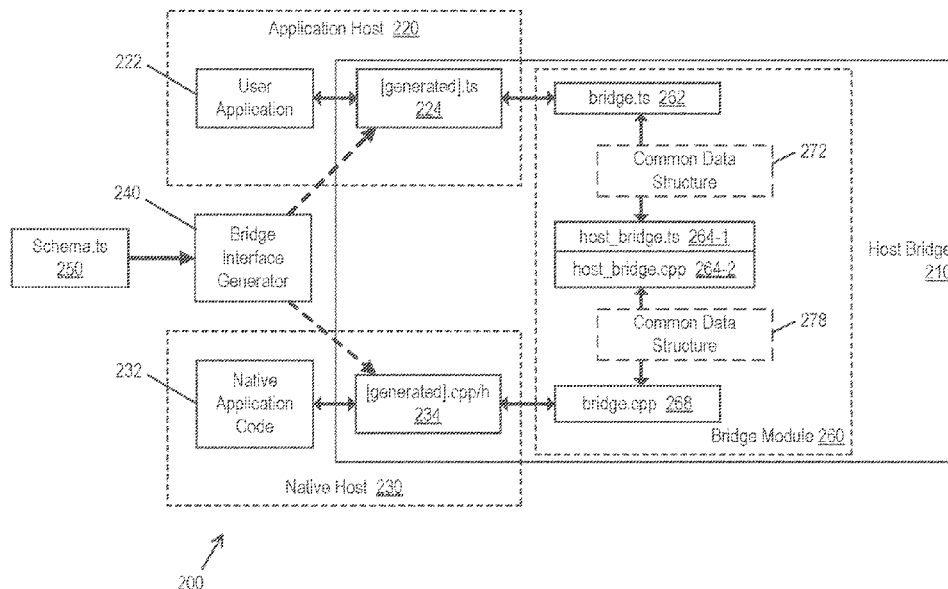 Application Host 220
222
User
Application
[generated].ts
224
bridge.ts 262
272
Common Data
Structure
240
Schema.ts
250
Bridge
Interface
Generator
host_bridge.ts 264-1
host_bridge.cpp 264-2
Host Bridge
210
Common Data
Structure
278
232
Native
Application
Code
[generated].cpp/h
234
bridge.cpp 268
Bridge Module 260
Native Host 230
200